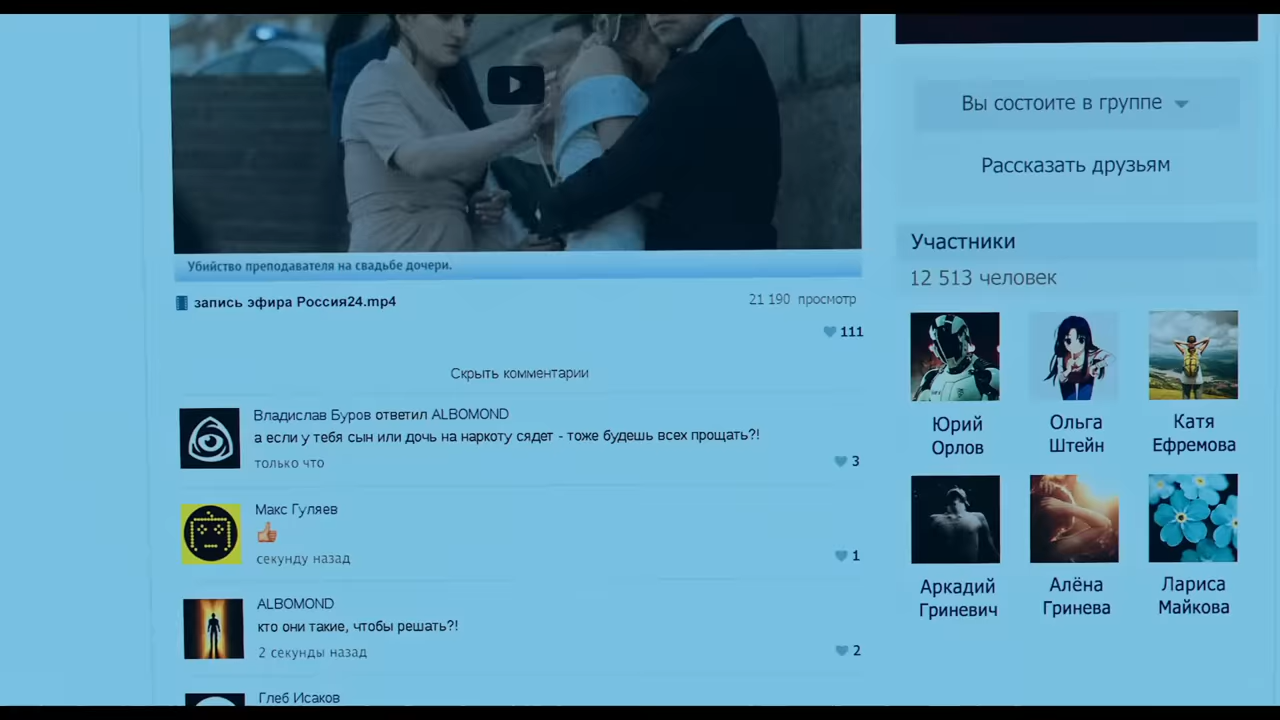 Убийство преподавателя на свадьбе дочери.
запись эфира Россия24.mp4
21 190 просмотр
111
Скрыть комментарии
Владислав Буров ответил ALBOMOND
а если у тебя сын или дочь на наркоту сядет - тоже будешь всех прощать?!
только что
3
Макс Гуляев
секунду назад
1
ALBOMOND
кто они такие, чтобы решать?!
2 секунды назад
2
Глеб Исаков
Вы состоите в группе
Рассказать друзьям
Участники
12 513 человек
Юрий
Орлов
Ольга
Штейн
Катя
Ефремова
Аркадий
Гриневич
Алёна
Гринева
Лариса
Майкова